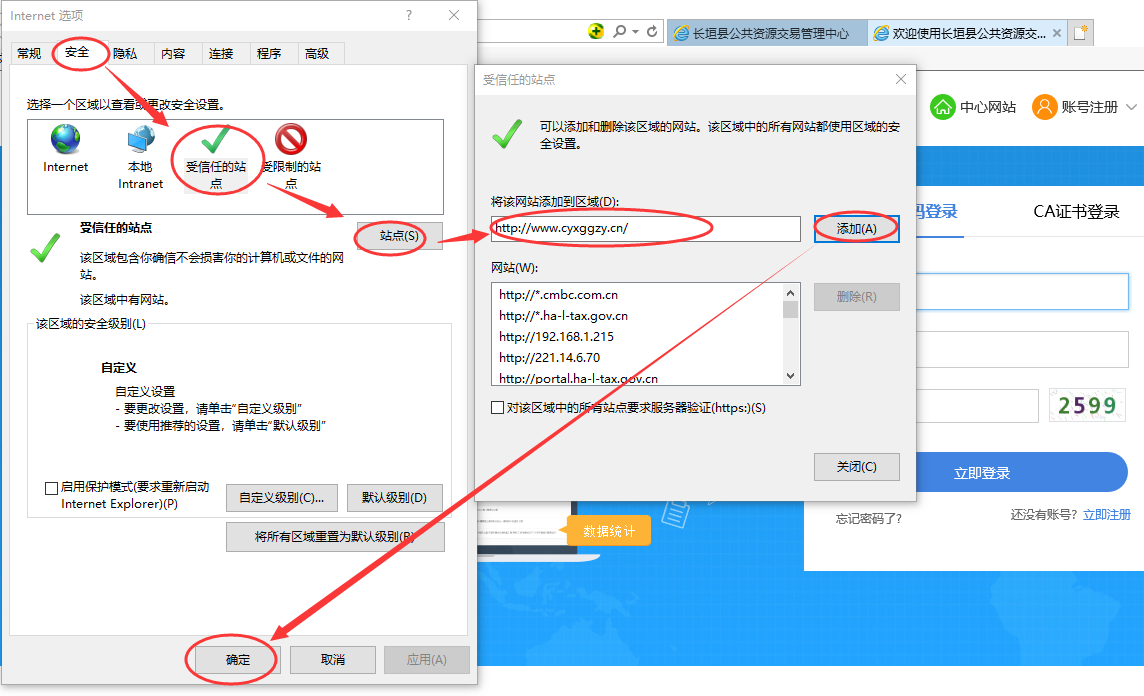 Internet 选项
?
常规 安全 隐私 内容 连接 程序 高级
选择一个区域以查看或更改安全设置。
Internet
本地
Intranet
受信任的站
点
受限制的站
点
受信任的站点
站点(S)
该区域包含你确信不会损害你的计算机或文件的网
站。
该区域中有网站。
该区域的安全级别(L)
自定义
自定义设置
- 要更改设置，请单击“自定义级别”
- 要使用推荐的设置，请单击“默认级别”
启用保护模式(要求重新启动
Internet Explorer)(P)
自定义级别(C)...
默认级别(D)
将所有区域重置为默认级别(R)
确定
取消
应用(A)
长垣县公共资源交易管理中心
欢迎使用长垣县公共资源交...
受信任的站点
可以添加和删除该区域的网站。该区域中的所有网站都使用区域的安
全设置。
将该网站添加到区域(D):
http://www.cyxggzy.cn/
添加(A)
网站(W):
http://*.cmbc.com.cn
http://*.ha-l-tax.gov.cn
http://192.168.1.215
http://221.14.6.70
http://portal.ha-l-tax.gov.cn
删除(R)
对该区域中的所有站点要求服务器验证(https:)(S)
关闭(C)
中心网站
账号注册
码登录
CA证书登录
2599
立即登录
忘记密码了?
还没有账号? 立即注册
数据统计